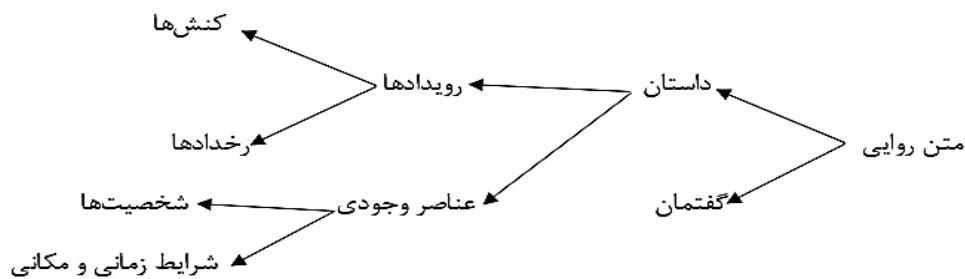 کنش‌ها
داستان
رویدادها
متن روایی
رخدادها
گفتمان
عناصر وجودی
شخصیت‌ها
شرایط زمانی و مکانی